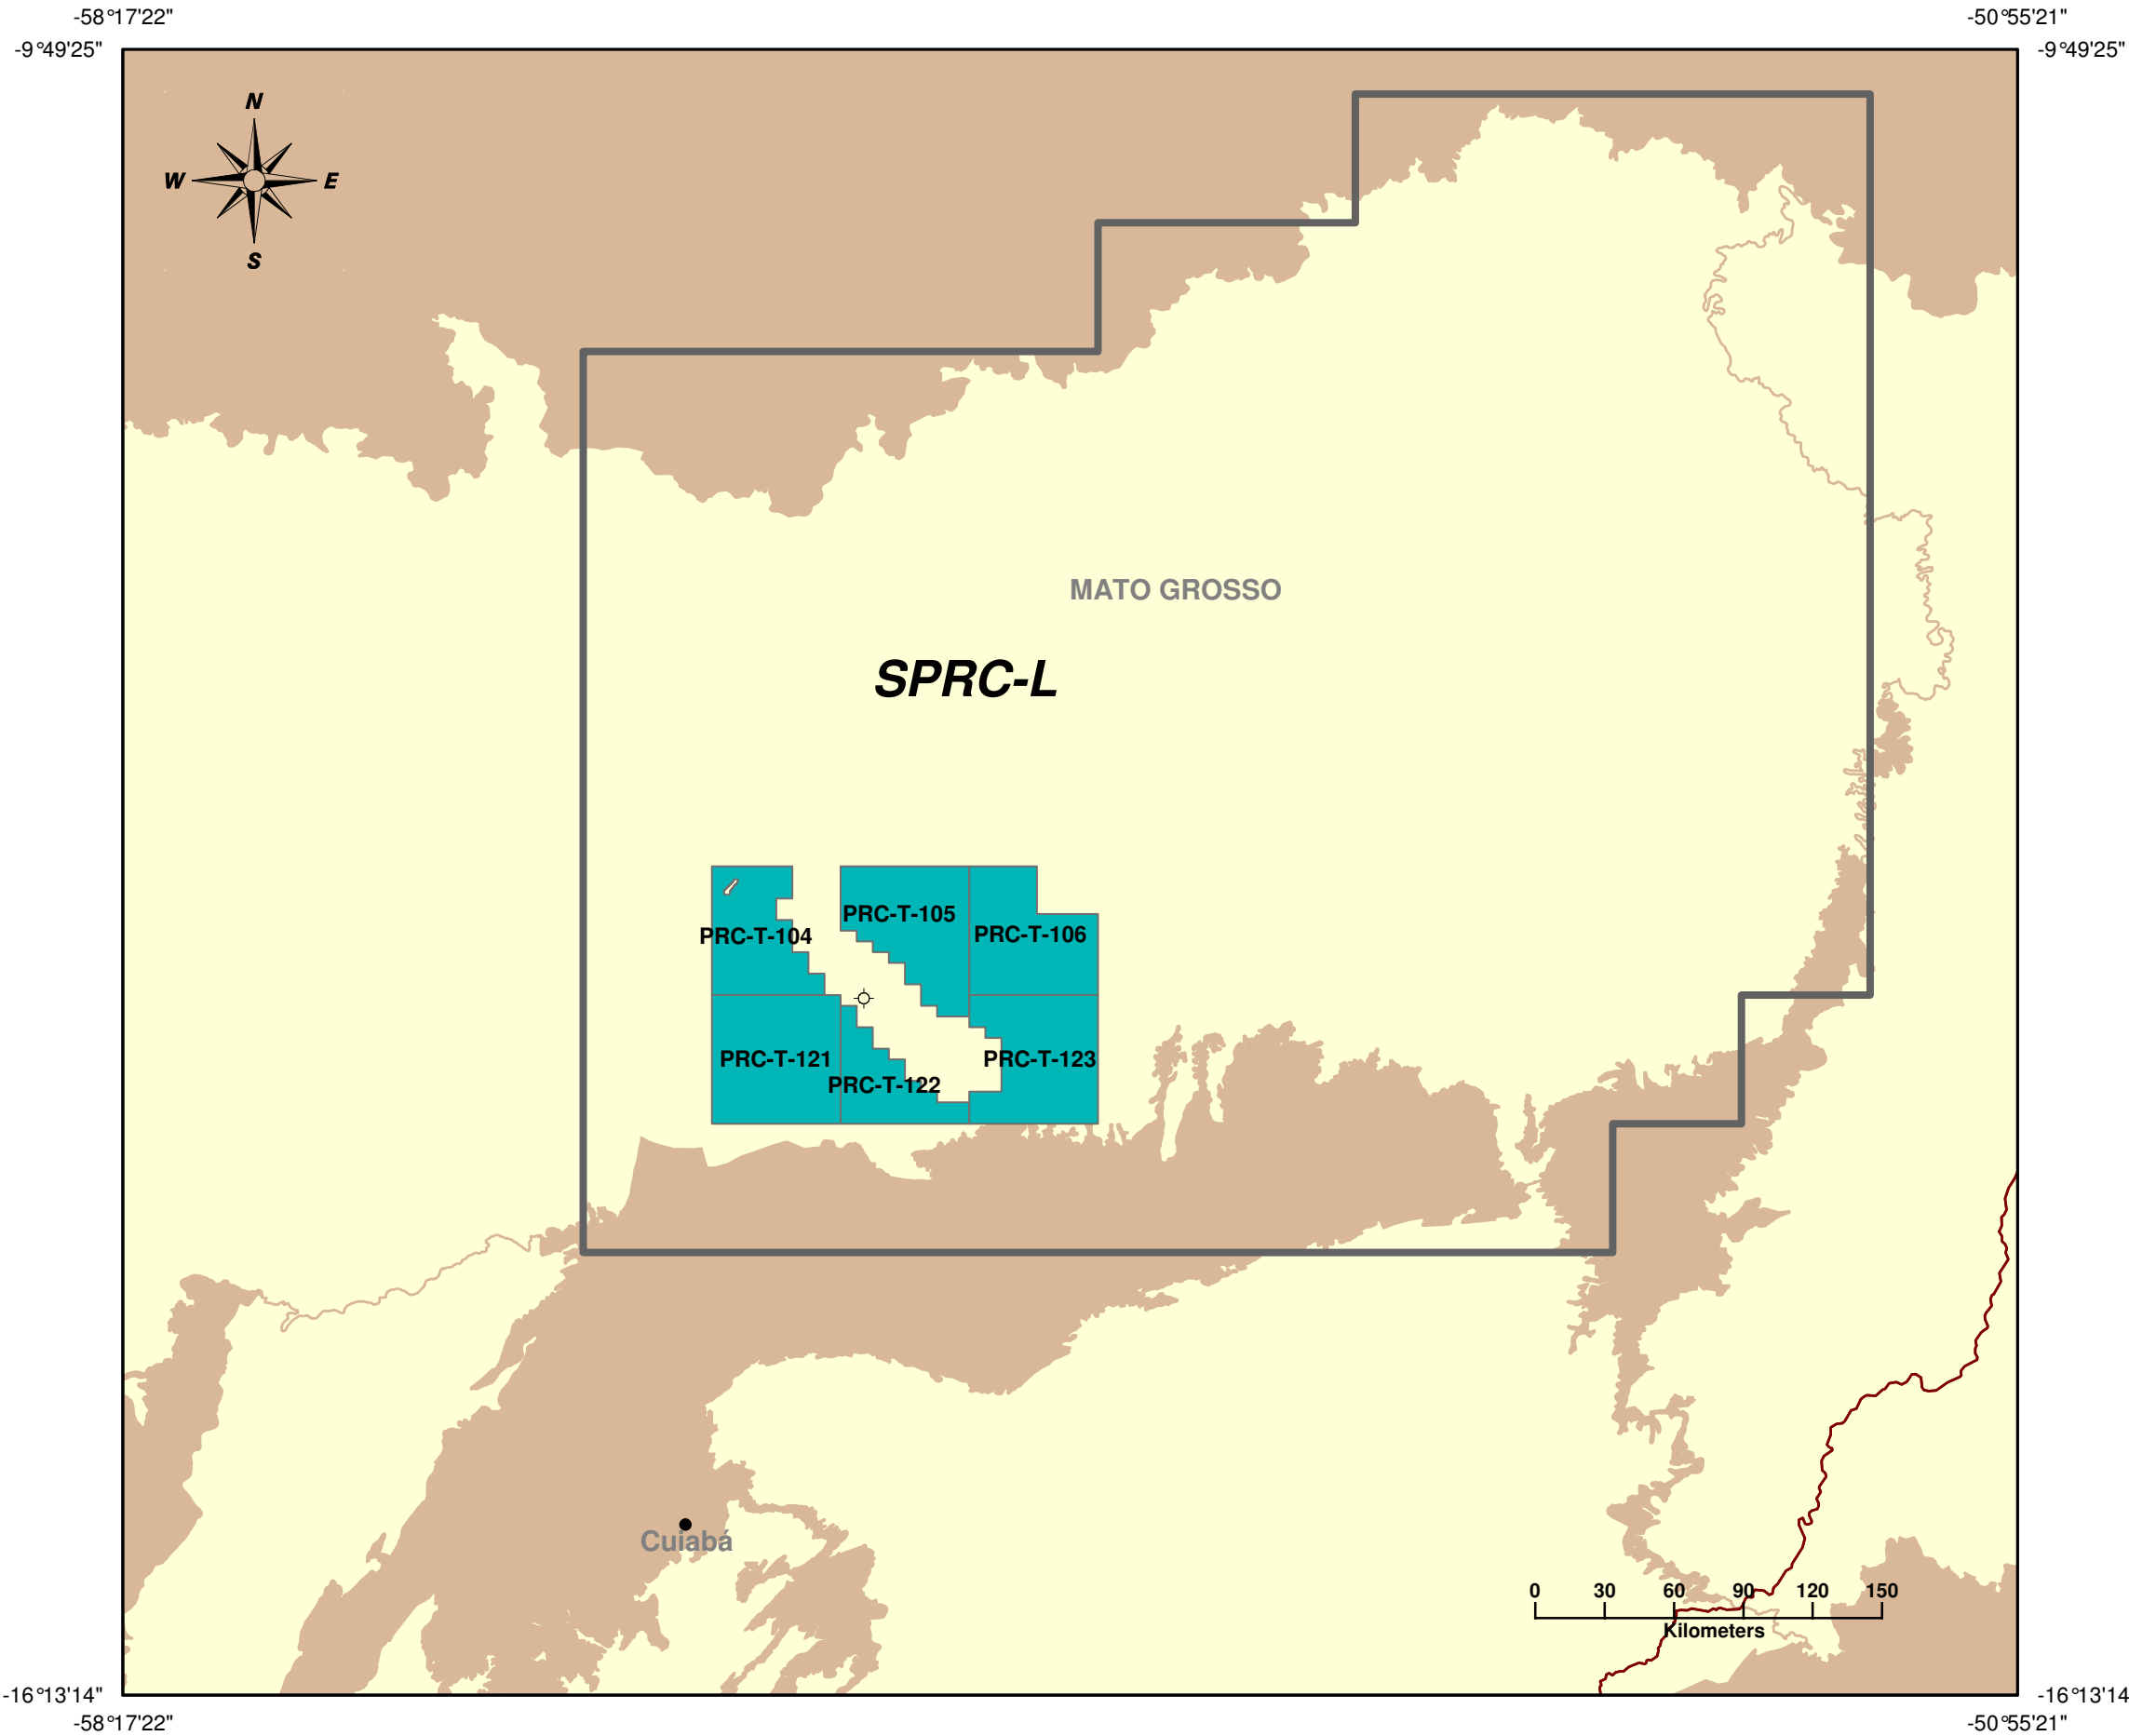 -58°17'22" -50°55'21"
-9°49'25" -9°49'25"
N
W E
S
MATO GROSSO
SPRC-L
PRC-T-105
PRC-T-104 PRC-T-106
PRC-T-121 PRC-T-123
PRC-T-122
Cuiabá
0 30 60 90 120 150
Kilometers
-16°13'14" -16°13'14
-58°17'22" -50°55'21"